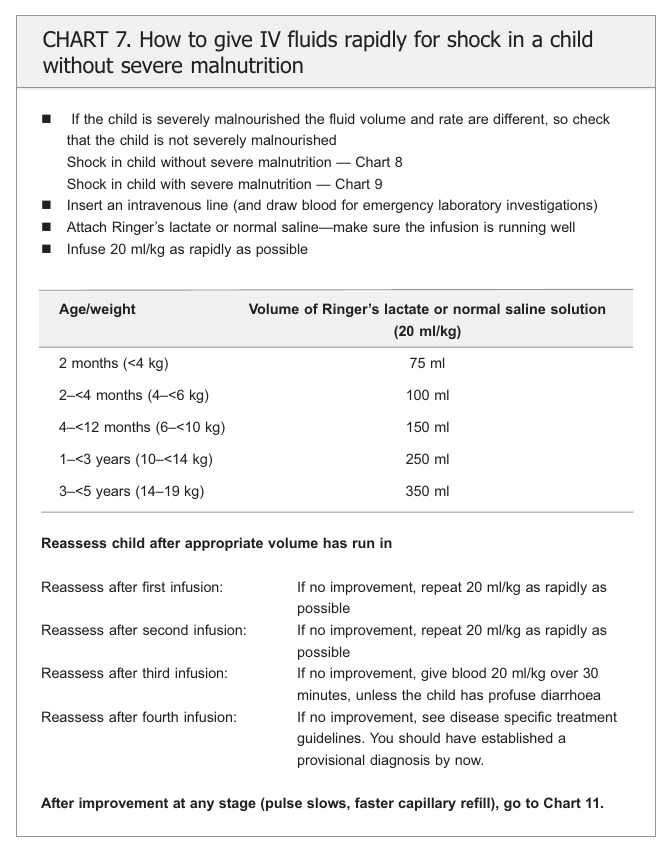 CHART 7. How to give IV fluids rapidly for shock in a child
without severe malnutrition
■ If the child is severely malnourished the fluid volume and rate are different, so check
that the child is not severely malnourished
Shock in child without severe malnutrition — Chart 8
Shock in child with severe malnutrition — Chart 9
■ Insert an intravenous line (and draw blood for emergency laboratory investigations)
■ Attach Ringer’s lactate or normal saline—make sure the infusion is running well
■ Infuse 20 ml/kg as rapidly as possible
Age/weight Volume of Ringer’s lactate or normal saline solution
(20 ml/kg)
2 months (<4 kg) 75 ml
2–<4 months (4–<6 kg) 100 ml
4–<12 months (6–<10 kg) 150 ml
1–<3 years (10–<14 kg) 250 ml
3–<5 years (14–19 kg) 350 ml
Reassess child after appropriate volume has run in
Reassess after first infusion: If no improvement, repeat 20 ml/kg as rapidly as
possible
Reassess after second infusion: If no improvement, repeat 20 ml/kg as rapidly as
possible
Reassess after third infusion: If no improvement, give blood 20 ml/kg over 30
minutes, unless the child has profuse diarrhoea
Reassess after fourth infusion: If no improvement, see disease specific treatment
guidelines. You should have established a
provisional diagnosis by now.
After improvement at any stage (pulse slows, faster capillary refill), go to Chart 11.